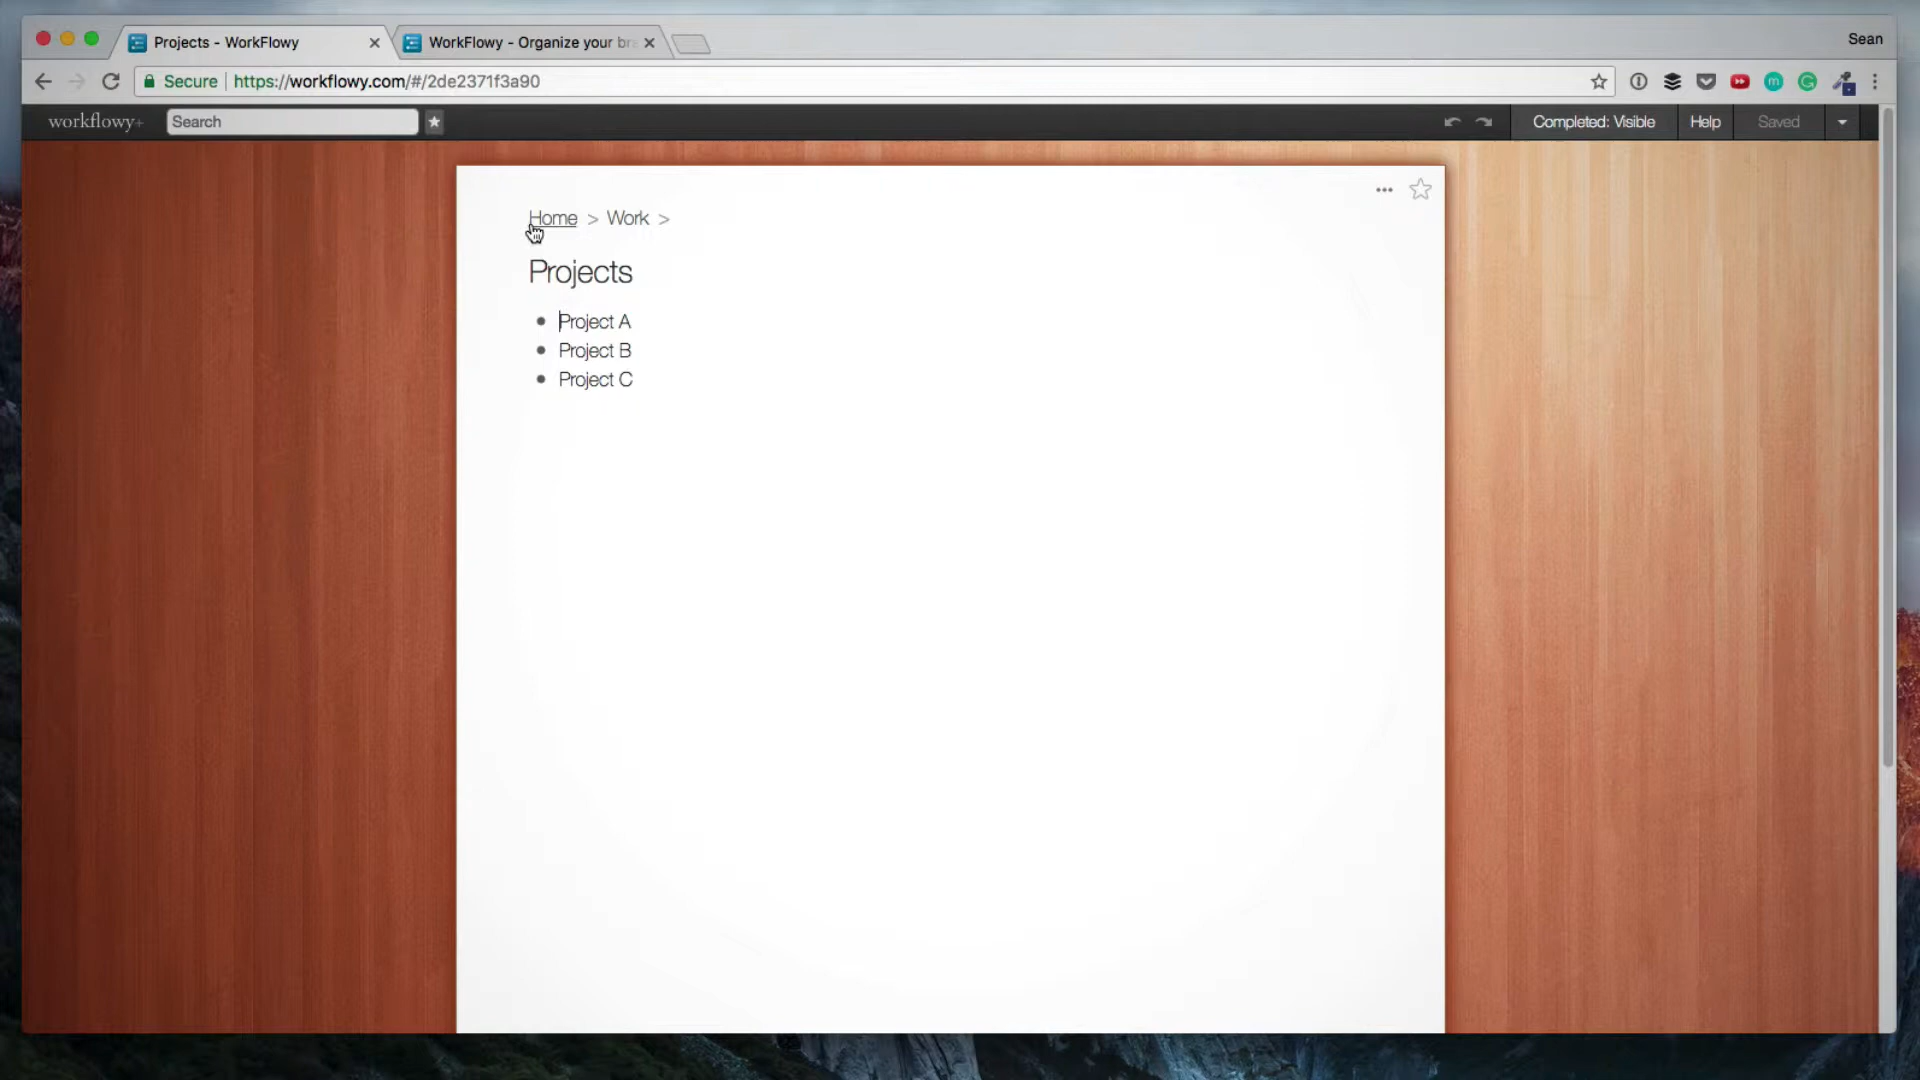 Projects - WorkFlowy
WorkFlowy - Organize your bra
Sean
Secure
https://workflowy.com/#/2de2371f3a90
workflowy+
Search
Completed: Visible
Help
Saved
Home > Work >
Projects
Project A
Project B
Project C